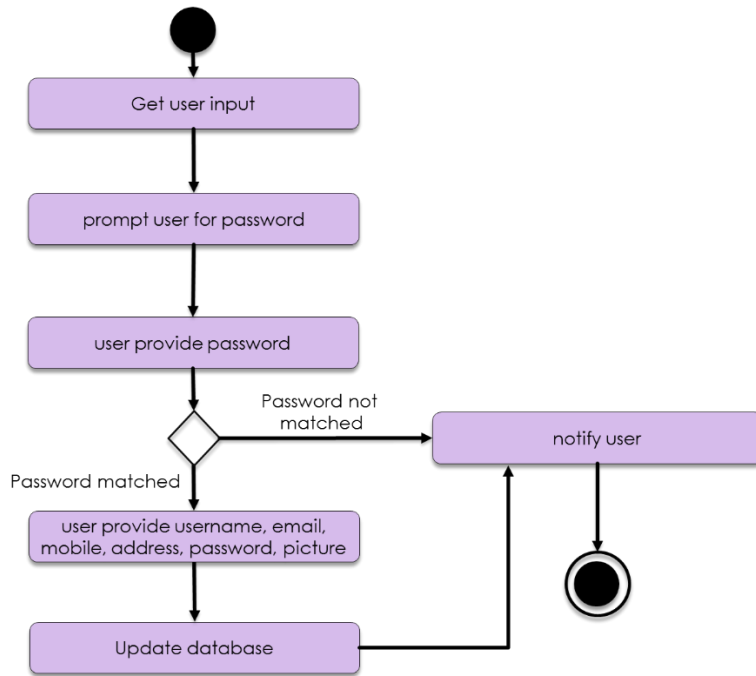 Get user input
prompt user for password
user provide password
Password not
matched
notify user
Password matched
user provide username, email,
mobile, address, password, picture
Update database